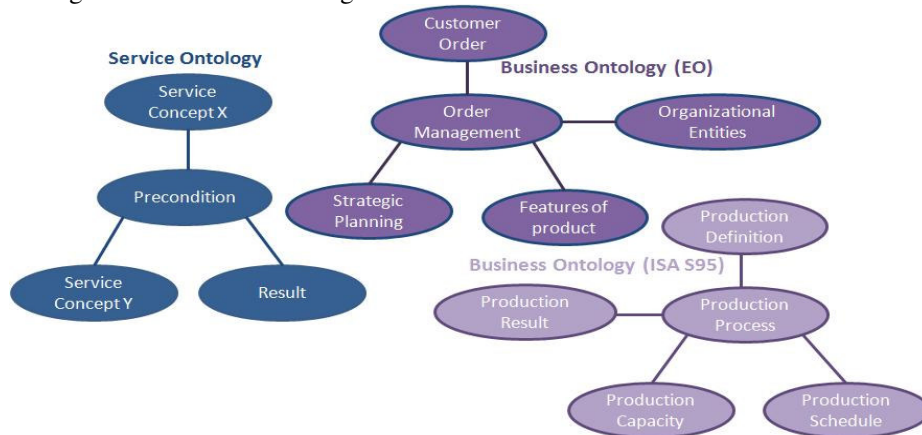 Service Ontology
Service
Concept X
Precondition
Service
Concept Y
Result
Customer
Order
Business Ontology (EO)
Order
Management
Organizational
Entities
Strategic
Planning
Features of
product
Production
Definition
Business Ontology (ISA S95)
Production
Result
Production
Process
Production
Capacity
Production
Schedule